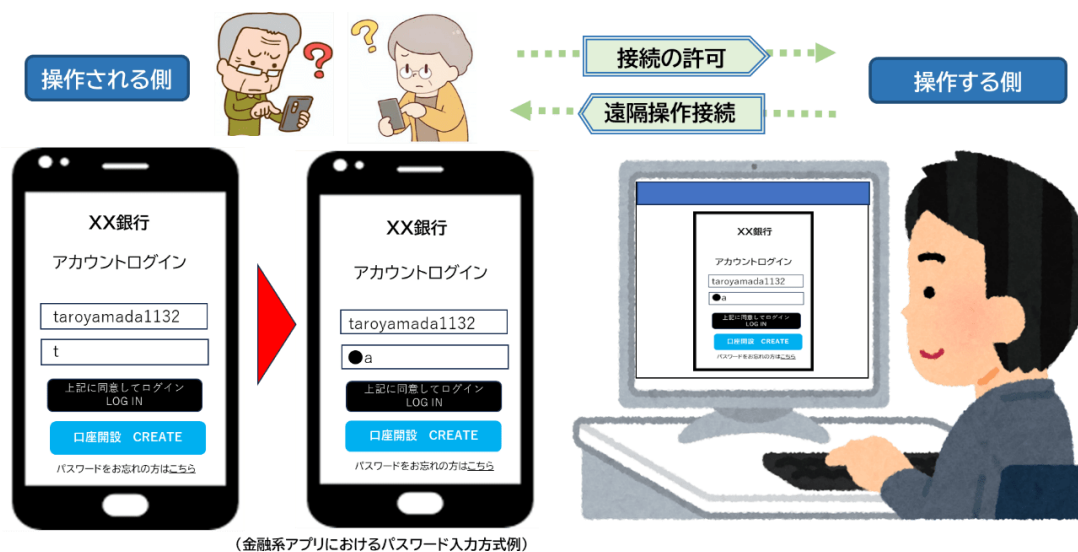 操作される側
?
?
接続の許可
遠隔操作接続
操作する側
XX銀行
アカウントログイン
taroyamada1132
t
上記に同意してログイン
LOG IN
口座開設 CREATE
パスワードをお忘れの方はこちら
XX銀行
アカウントログイン
taroyamada1132
●a
上記に同意してログイン
LOG IN
口座開設 CREATE
パスワードをお忘れの方はこちら
XX銀行
アカウントログイン
taroyamada1132
●a
上記に同意してログイン
LOG IN
口座開設 CREATE
パスワードをお忘れの方はこちら
(金融系アプリにおけるパスワード入力方式例)